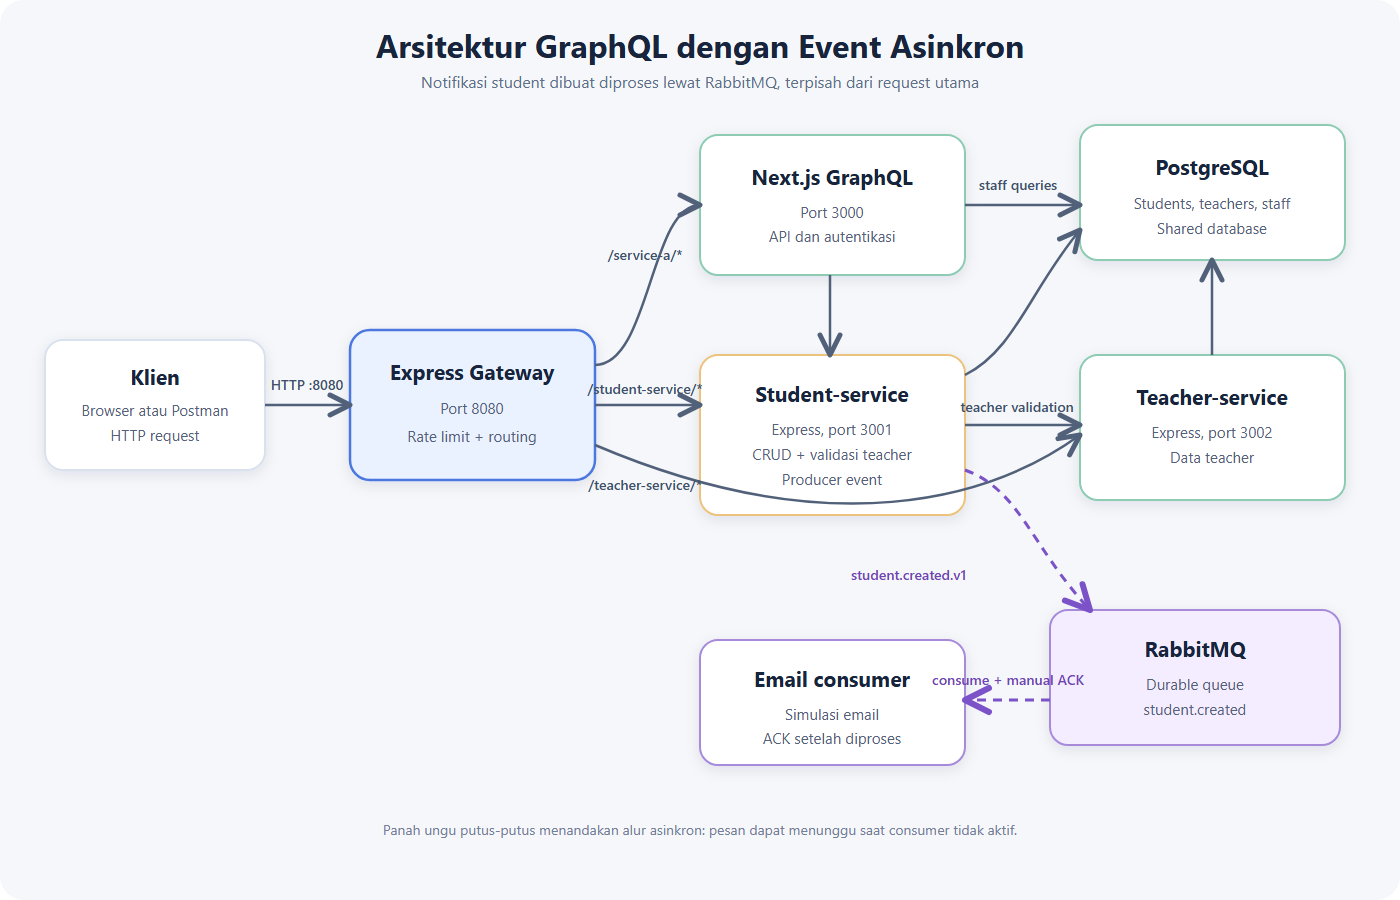 Arsitektur GraphQL dengan Event Asinkron
Notifikasi student dibuat diproses lewat RabbitMQ, terpisah dari request utama
Next.js GraphQL
Port 3000
API dan autentikasi
staff queries
PostgreSQL
Students, teachers, staff
Shared database
/service-a/*
Klien
Browser atau Postman
HTTP request
HTTP :8080
Express Gateway
Port 8080
Rate limit + routing
/student-service/*
/teacher-service/*
Student-service
Express, port 3001
CRUD + validasi teacher
Producer event
teacher validation
Teacher-service
Express, port 3002
Data teacher
student.created.v1
Email consumer
Simulasi email
ACK setelah diproses
consume + manual ACK
RabbitMQ
Durable queue
student.created
Panah ungu putus-putus menandakan alur asinkron: pesan dapat menunggu saat consumer tidak aktif.